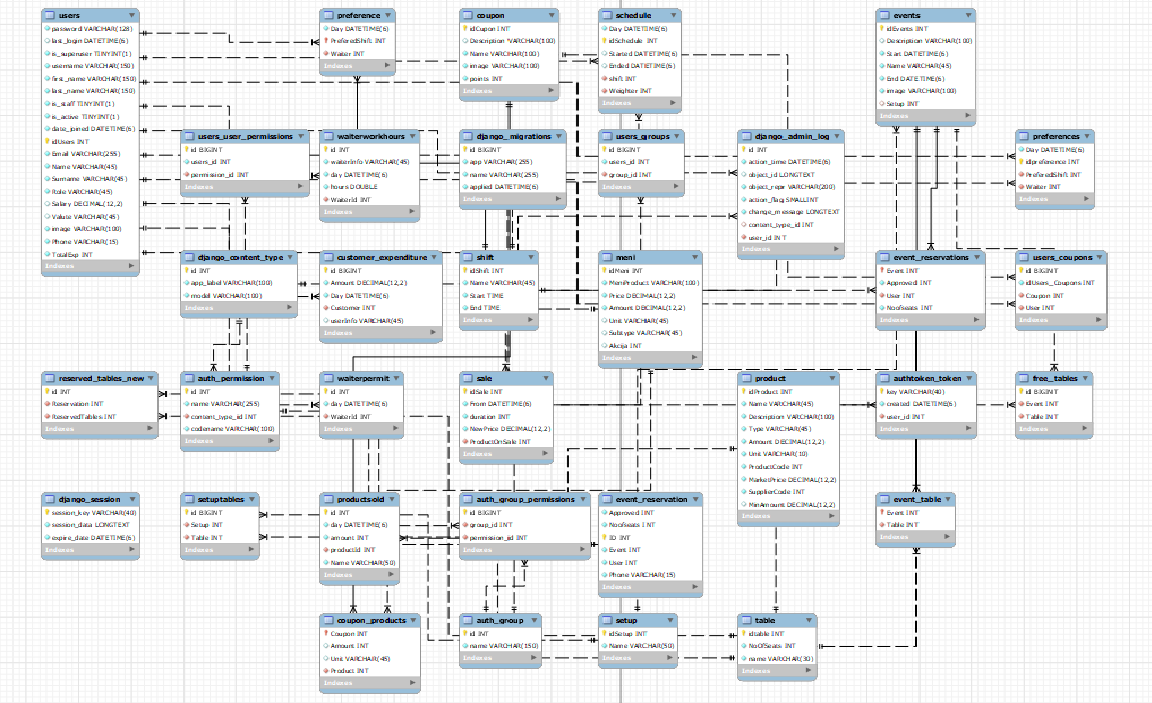 users
password VARCHAR(128)
last_login DATETIME(6)
is_superuser TINYINT(1)
username VARCHAR(150)
first_name VARCHAR(150)
last_name VARCHAR(150)
is_staff TINYINT(1)
is_active TINYINT(1)
date_joined DATETIME(6)
idUsers INT
Email VARCHAR(255)
Name VARCHAR(45)
Surname VARCHAR(45)
Role VARCHAR(45)
Salary DECIMAL(12,2)
Valute VARCHAR(45)
image VARCHAR(100)
Phone VARCHAR(15)
TotalExp INT
Indexes
preference
Day DATETIME(6)
PreferedShift INT
Waiter INT
Indexes
coupon
idCupon INT
Description VARCHAR(100)
Name VARCHAR(100)
image VARCHAR(100)
points INT
Indexes
schedule
Day DATETIME(6)
idSchedule INT
Started DATETIME(6)
Ended DATETIME(6)
shift INT
WeighterI INT
Indexes
events
idEvents INT
Description VARCHAR(100)
Start DATETIME(6)
Name VARCHAR(45)
End DATETIME(6)
image VARCHAR(100)
Setup INT
Indexes
users_user_permissions
id BIGINT
users_id INT
permission_id INT
Indexes
waiterworkhours
id BIGINT
waiterInfo VARCHAR(45)
day DATETIME(6)
hours DOUBLE
WaterId INT
Indexes
django_migrations
id BIGINT
app VARCHAR(255)
name VARCHAR(255)
applied DATETIME(6)
Indexes
users_groups
id BIGINT
users_id INT
group_id INT
Indexes
django_admin_log
id INT
action_time DATETIME(6)
object_id LONGTEXT
object_repr VARCHAR(200)
action_flag SMALLINT
change_message LONGTEXT
content_type_id INT
user_id INT
Indexes
preferences
Day DATETIME(6)
idpreference INT
PreferedShift INT
Waiter INT
Indexes
django_content_type
id INT
app_label VARCHAR(100)
model VARCHAR(100)
Indexes
customer_expenditure
id BIGINT
Amount DECIMAL(12,2)
Day DATETIME(6)
Customer INT
userInfo VARCHAR(45)
Indexes
shift
idShift INT
Name VARCHAR(45)
Start TIME
End TIME
Indexes
meni
idMeni INT
MeniProduct VARCHAR(100)
Price DECIMAL(12,2)
Amount DECIMAL(12,2)
Unit VARCHAR(45)
Subtype VARCHAR(45)
Akcija INT
Indexes
event_reservations
Event INT
Approved INT
User INT
NoofSeats INT
Indexes
users_coupons
id BIGINT
idUsers_Coupons INT
Coupon INT
User INT
Indexes
reserved_tables_new
id INT
Reservation INT
ReservedTables INT
Indexes
auth_permission
id INT
name VARCHAR(255)
content_type_id INT
codename VARCHAR(100)
Indexes
waiterpermit
id INT
day DATETIME(6)
WaterId INT
Indexes
sale
idSale INT
From DATETIME(6)
duration INT
NewPrice DECIMAL(12,2)
ProductOnSale INT
Indexes
product
idProduct INT
Name VARCHAR(45)
Description VARCHAR(100)
Type VARCHAR(45)
Amount DECIMAL(12,2)
Unit VARCHAR(10)
ProductCode INT
MarketPrice DECIMAL(12,2)
SupplierCode INT
MinAmount DECIMAL(12,2)
Indexes
authtoken_token
key VARCHAR(40)
created DATETIME(6)
user_id INT
Indexes
free_tables
id INT
Event INT
Table INT
Indexes
django_session
session_key VARCHAR(40)
session_data LONGTEXT
expire_date DATETIME(6)
Indexes
setuptables
id BIGINT
Setup INT
Table INT
Indexes
productsold
id INT
day DATETIME(6)
amount INT
productId INT
Name VARCHAR(50)
Indexes
auth_group_permissions
id BIGINT
group_id INT
permission_id INT
Indexes
event_reservation
Approved INT
Noofseats INT
ID INT
Event INT
User INT
Phone VARCHAR(15)
Indexes
event_table
Event INT
Table INT
Indexes
coupon_products
Coupon INT
Amount INT
Unit VARCHAR(45)
Product INT
Indexes
auth_group
id INT
name VARCHAR(150)
Indexes
setup
idSetup INT
Name VARCHAR(50)
Indexes
table
idtable INT
NoOfSeats INT
name VARCHAR(30)
Indexes